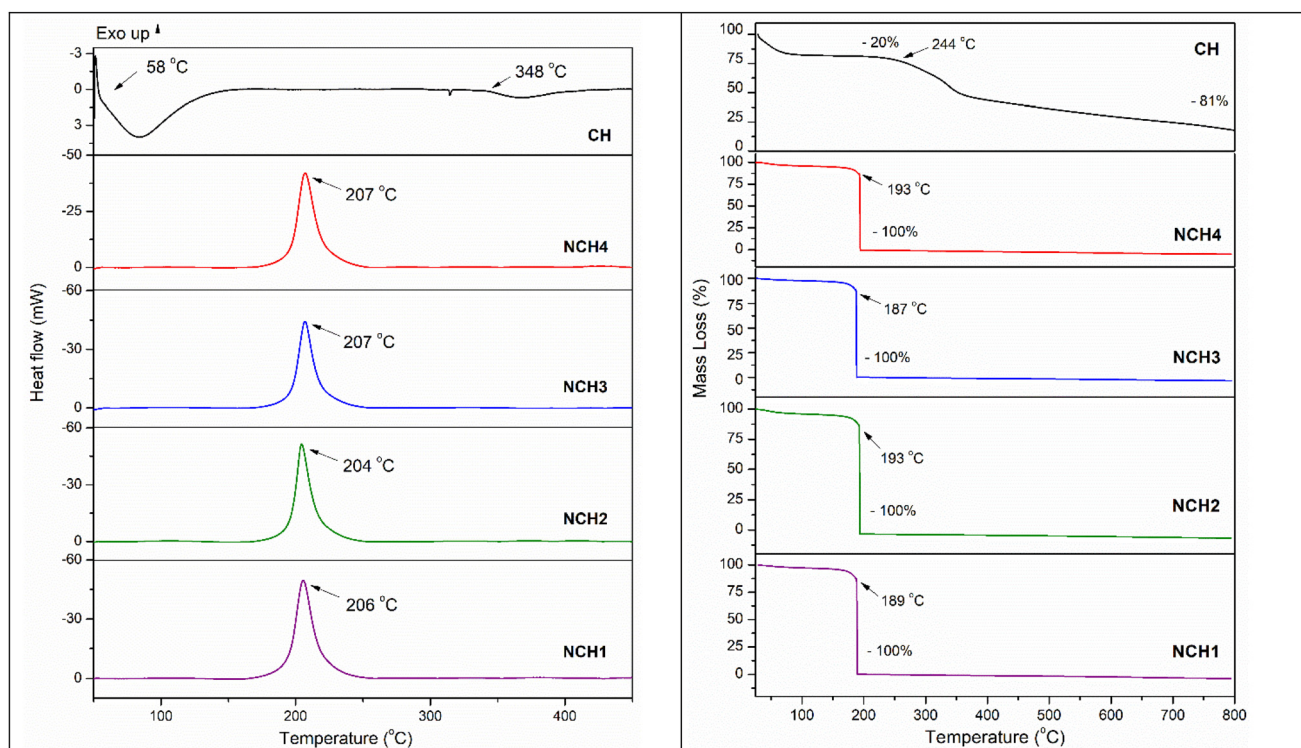 Exo up
-3
0
3
58 °C
348 °C
CH
-50
-25
0
207 °C
NCH4
-60
-30
0
207 °C
NCH3
-60
-30
0
204 °C
NCH2
-60
-30
0
206 °C
NCH1
Heat flow (mW)
100
200
300
400
Temperature (°C)
100
75
50
25
0
- 20%
244 °C
CH
- 81%
100
75
50
25
0
193 °C
- 100%
NCH4
100
75
50
25
0
187 °C
- 100%
NCH3
100
75
50
25
0
193 °C
- 100%
NCH2
100
75
50
25
0
189 °C
- 100%
NCH1
Mass Loss (%)
100
200
300
400
500
600
700
800
Temperature (°C)